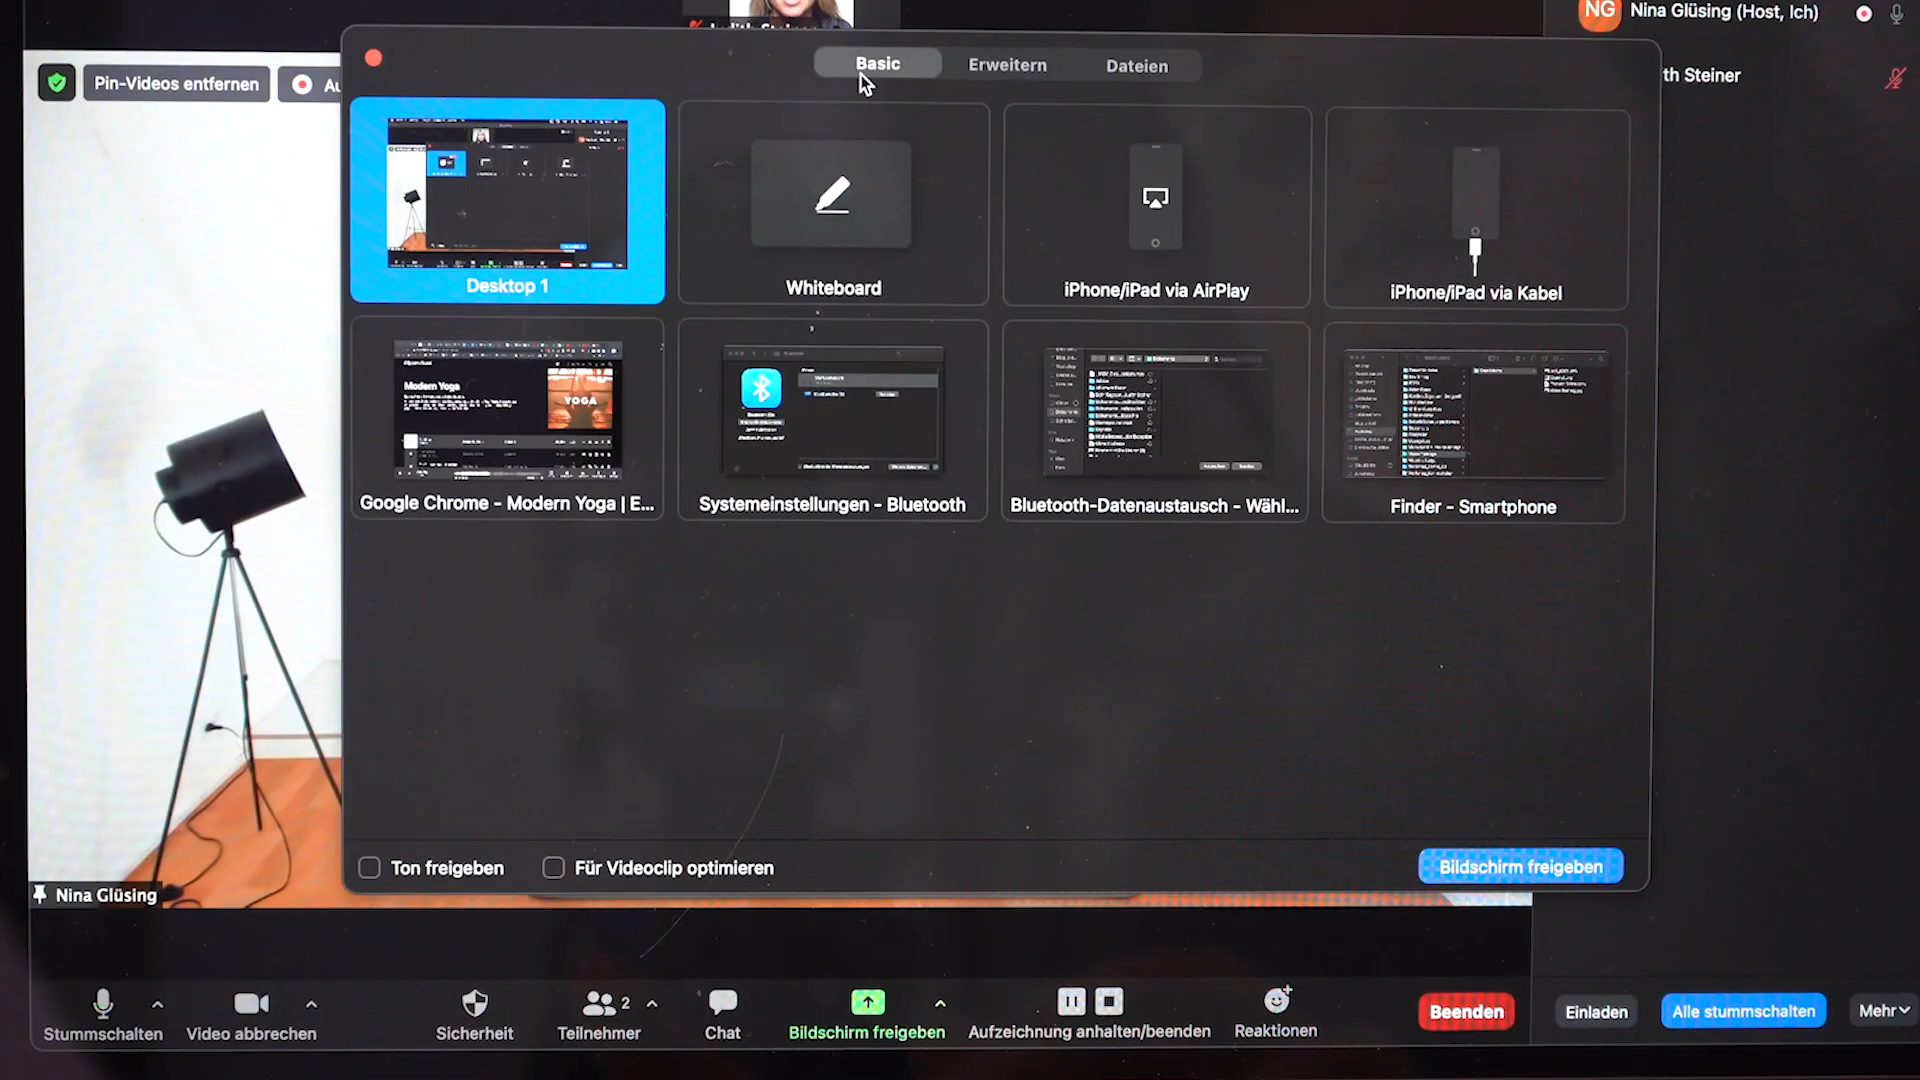 NG Nina Glüsing (Host, Ich)
Basic Erweitern Dateien
Pin-Videos entfernen
th Steiner
Desktop 1
Whiteboard
iPhone/iPad via AirPlay
iPhone/iPad via Kabel
Modern Yoga
YOGA
Google Chrome - Modern Yoga | E...
Systemeinstellungen - Bluetooth
Bluetooth-Datenaustausch - Wähl...
Finder - Smartphone
Ton freigeben
Für Videoclip optimieren
Bildschirm freigeben
Nina Glüsing
2
Stummschalten
Video abbrechen
Sicherheit
Teilnehmer
Chat
Bildschirm freigeben
Aufzeichnung anhalten/beenden
Reaktionen
Beenden
Einladen
Alle stummschalten
Mehr